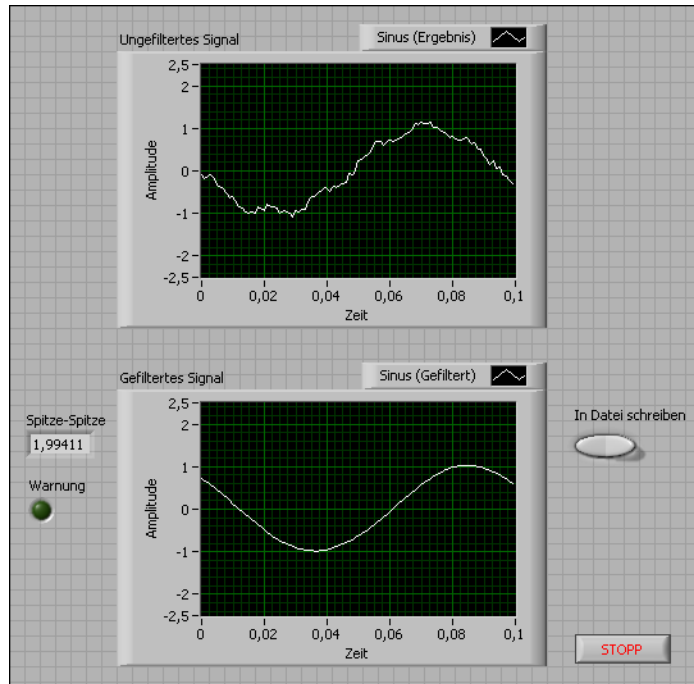 Ungefiltertes Signal
Sinus (Ergebnis)
2,5
2
1
0
-1
-2
-2,5
Amplitude
0
0,02
0,04
0,06
0,08
0,1
Zeit
Gefiltertes Signal
Sinus (Gefiltert)
2,5
2
1
0
-1
-2
-2,5
Amplitude
0
0,02
0,04
0,06
0,08
0,1
Zeit
Spitze-Spitze
1,99411
Warnung
In Datei schreiben
STOPP